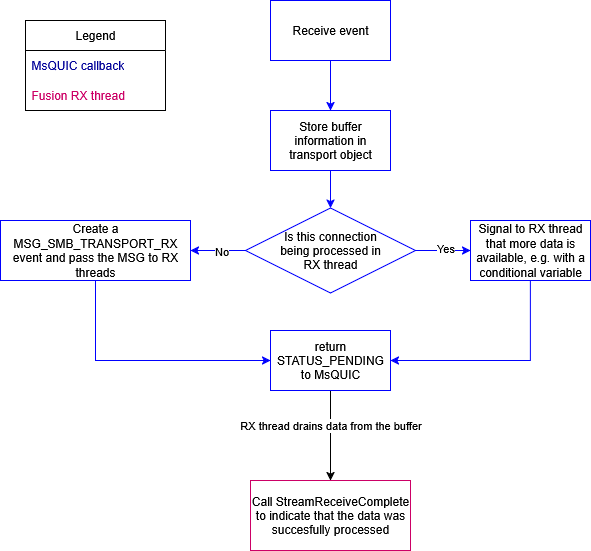 Legend
MsQUIC callback
Fusion RX thread
Receive event
Store buffer
information in
transport object
Create a
MSG_SMB_TRANSPORT_RX
event and pass the MSG to RX
threads
No
Is this connection
being processed in
RX thread
Yes
Signal to RX thread
that more data is
available, e.g. with a
conditional variable
return
STATUS_PENDING
to MsQUIC
RX thread drains data from the buffer
Call StreamReceiveComplete
to indicate that the data was
succesfully processed